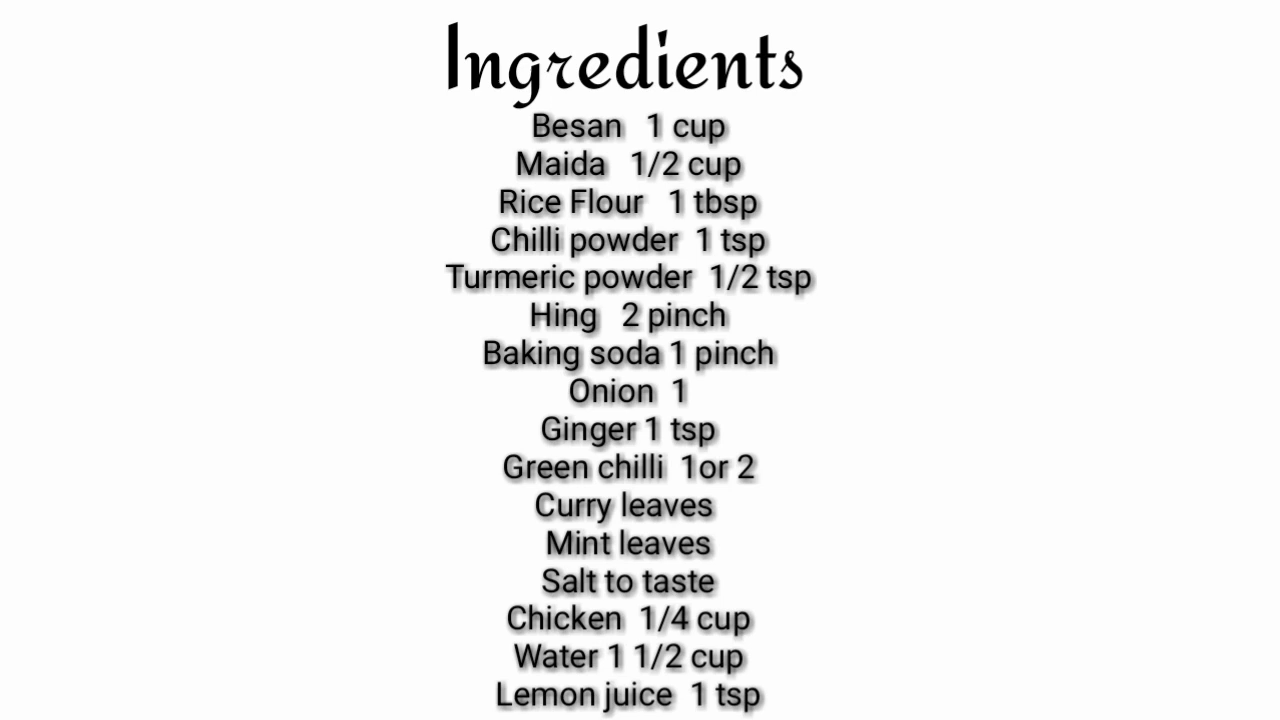 Ingredients
Besan 1 cup
Maida 1/2 cup
Rice Flour 1 tbsp
Chilli powder 1 tsp
Turmeric powder 1/2 tsp
Hing 2 pinch
Baking soda 1 pinch
Onion 1
Ginger 1 tsp
Green chilli 1or 2
Curry leaves
Mint leaves
Salt to taste
Chicken 1/4 cup
Water 1 1/2 cup
Lemon juice 1 tsp